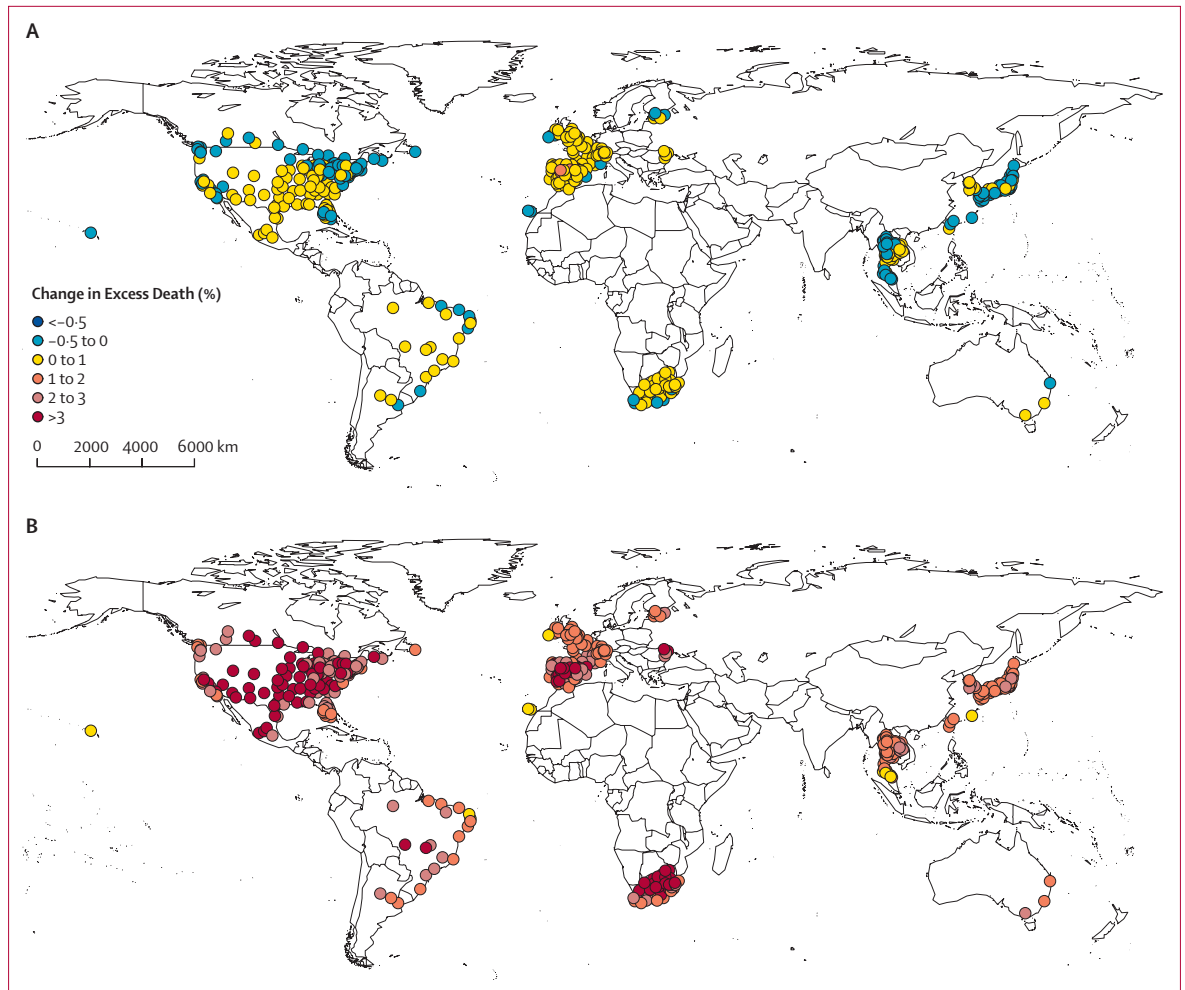 A
Change in Excess Death (%)
<–0·5
–0·5 to 0
0 to 1
1 to 2
2 to 3
>3
0 2000 4000 6000 km
B